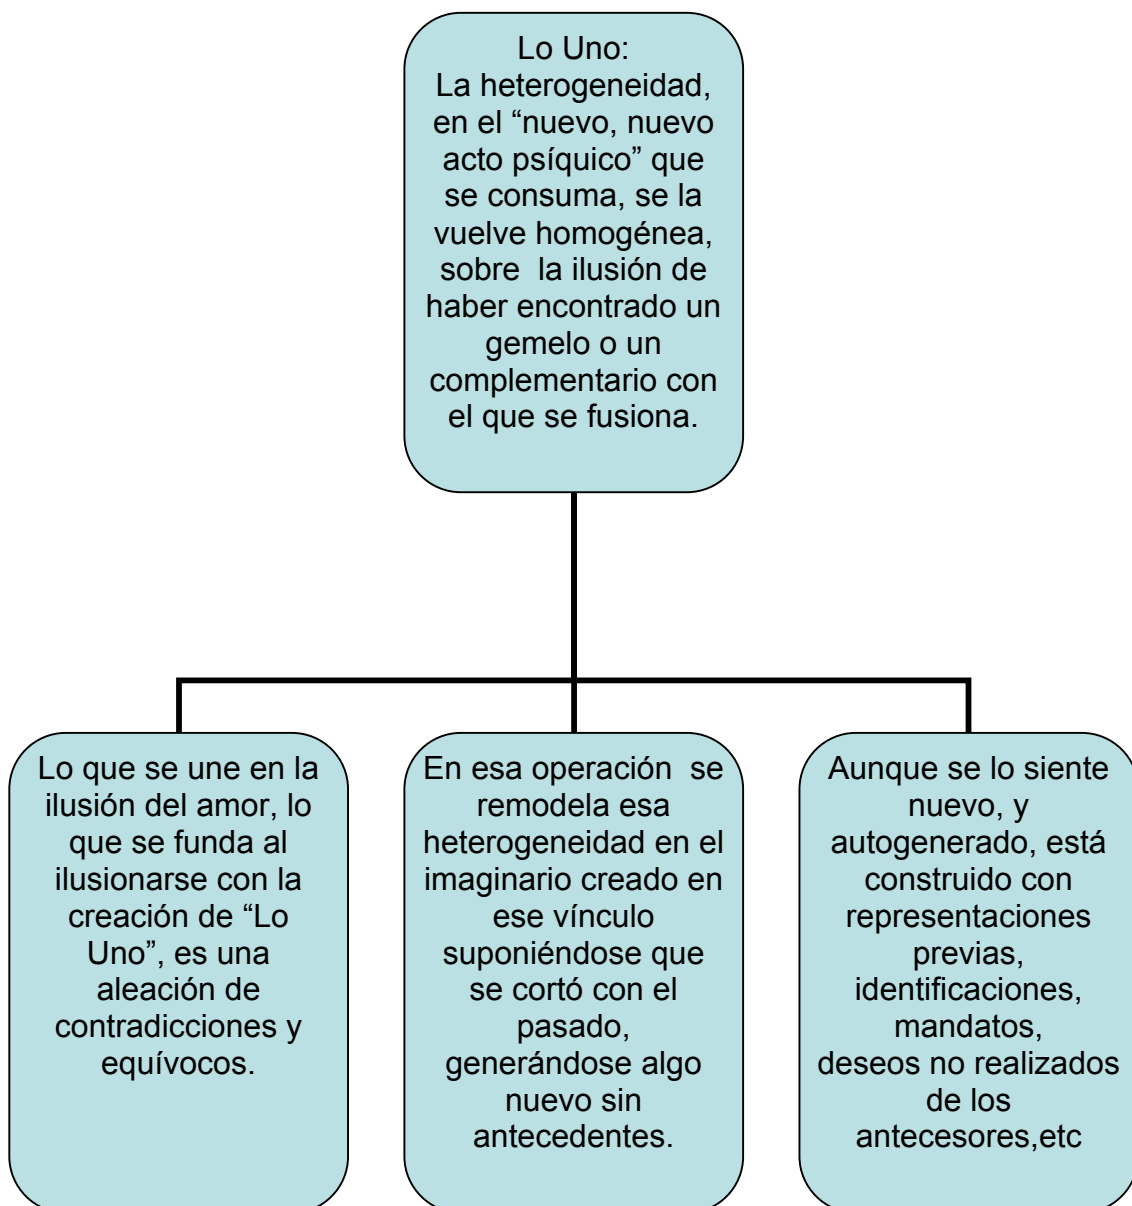 Lo Uno:
La heterogeneidad,
en el “nuevo, nuevo
acto psíquico” que
se consuma, se la
vuelve homogénea,
sobre  la ilusión de
haber encontrado un
gemelo o un
complementario con
el que se fusiona.
Lo que se une en la
ilusión del amor, lo
que se funda al
ilusionarse con la
creación de “Lo
Uno”, es una
aleación de
contradicciones y
equívocos.
En esa operación  se
remodela esa
heterogeneidad en el
imaginario creado en
ese vínculo
suponiéndose que
se cortó con el
pasado,
generándose algo
nuevo sin
antecedentes.
Aunque se lo siente
nuevo, y
autogenerado, está
construido con
representaciones
previas,
identificaciones,
mandatos,
deseos no realizados
de los
antecesores,etc